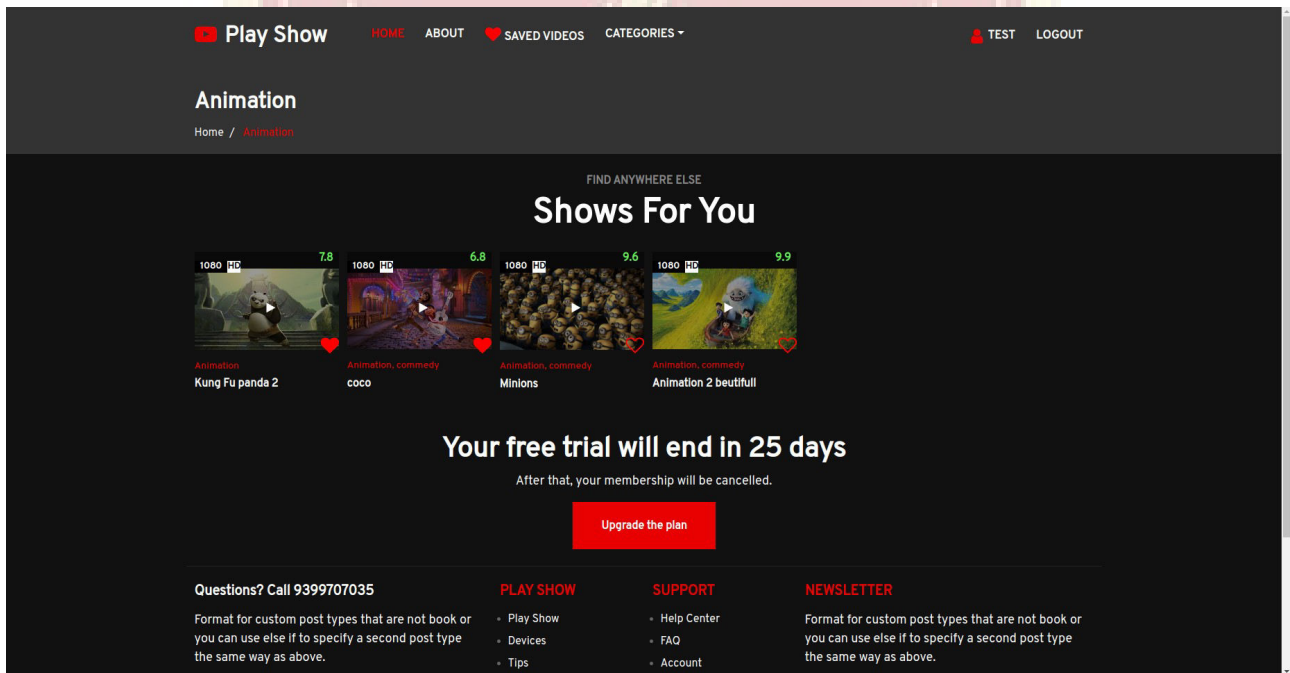 Play Show
HOME ABOUT SAVED VIDEOS CATEGORIES
TEST LOGOUT
Animation
Home / Animation
FIND ANYWHERE ELSE
Shows For You
1080 HD 7.8
1080 HD 6.8
1080 HD 9.6
1080 HD 9.9
Animation
Kung Fu panda 2
Animation, commedy
coco
Animation, commedy
Minions
Animation, commedy
Animation 2 beutifull
Your free trial will end in 25 days
After that, your membership will be cancelled.
Upgrade the plan
Questions? Call 9399707035
Format for custom post types that are not book or
you can use else if to specify a second post type
the same way as above.
PLAY SHOW
Play Show
Devices
Tips
SUPPORT
Help Center
FAQ
Account
NEWSLETTER
Format for custom post types that are not book or
you can use else if to specify a second post type
the same way as above.